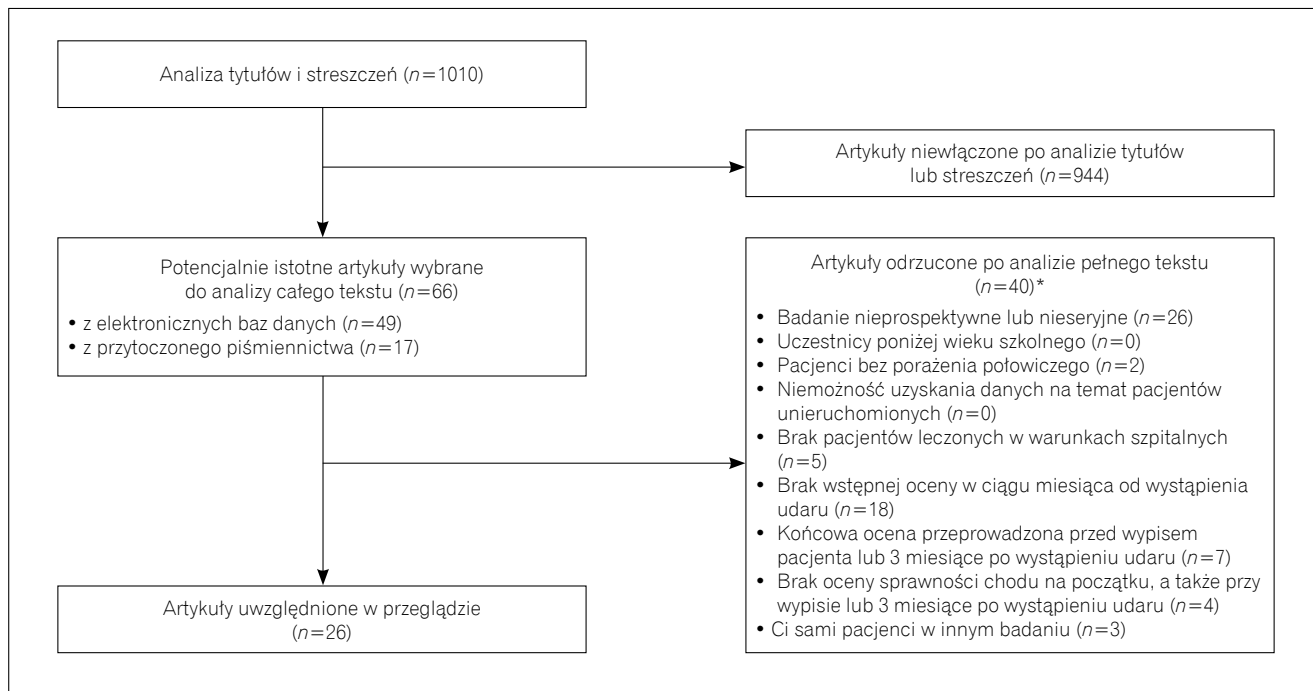 Analiza tytułów i streszczeń (n=1010)
Artykuły niewłączone po analizie tytułów
lub streszczeń (n=944)
Potencjalnie istotne artykuły wybrane
do analizy całego tekstu (n=66)
• z elektronicznych baz danych (n=49)
• z przytoczonego piśmiennictwa (n=17)
Artykuły odrzucone po analizie pełnego tekstu
(n=40)*
• Badanie nieprospektywne lub nieseryjne (n=26)
• Uczestnicy poniżej wieku szkolnego (n=0)
• Pacjenci bez porażenia połowiczego (n=2)
• Niemożność uzyskania danych na temat pacjentów
unieruchomionych (n=0)
• Brak pacjentów leczonych w warunkach szpitalnych
(n=5)
• Brak wstępnej oceny w ciągu miesiąca od wystąpienia
udaru (n=18)
• Końcowa ocena przeprowadzona przed wypisem
pacjenta lub 3 miesiące po wystąpieniu udaru (n=7)
• Brak oceny sprawności chodu na początku, a także przy
wypisie lub 3 miesiące po wystąpieniu udaru (n=4)
• Ci sami pacjenci w innym badaniu (n=3)
Artykuły uwzględnione w przeglądzie
(n=26)